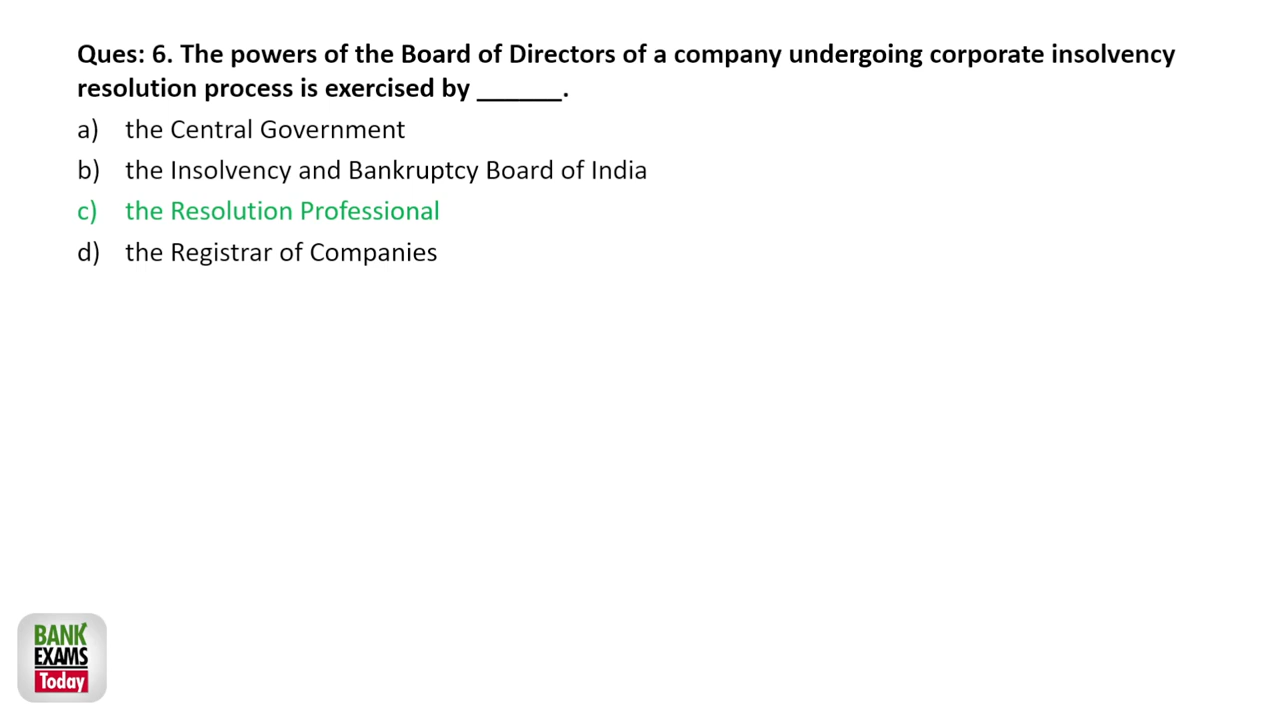 Ques: 6. The powers of the Board of Directors of a company undergoing corporate insolvency
resolution process is exercised by ______.
a) the Central Government
b) the Insolvency and Bankruptcy Board of India
c) the Resolution Professional
d) the Registrar of Companies
BANK
EXAMS
Today